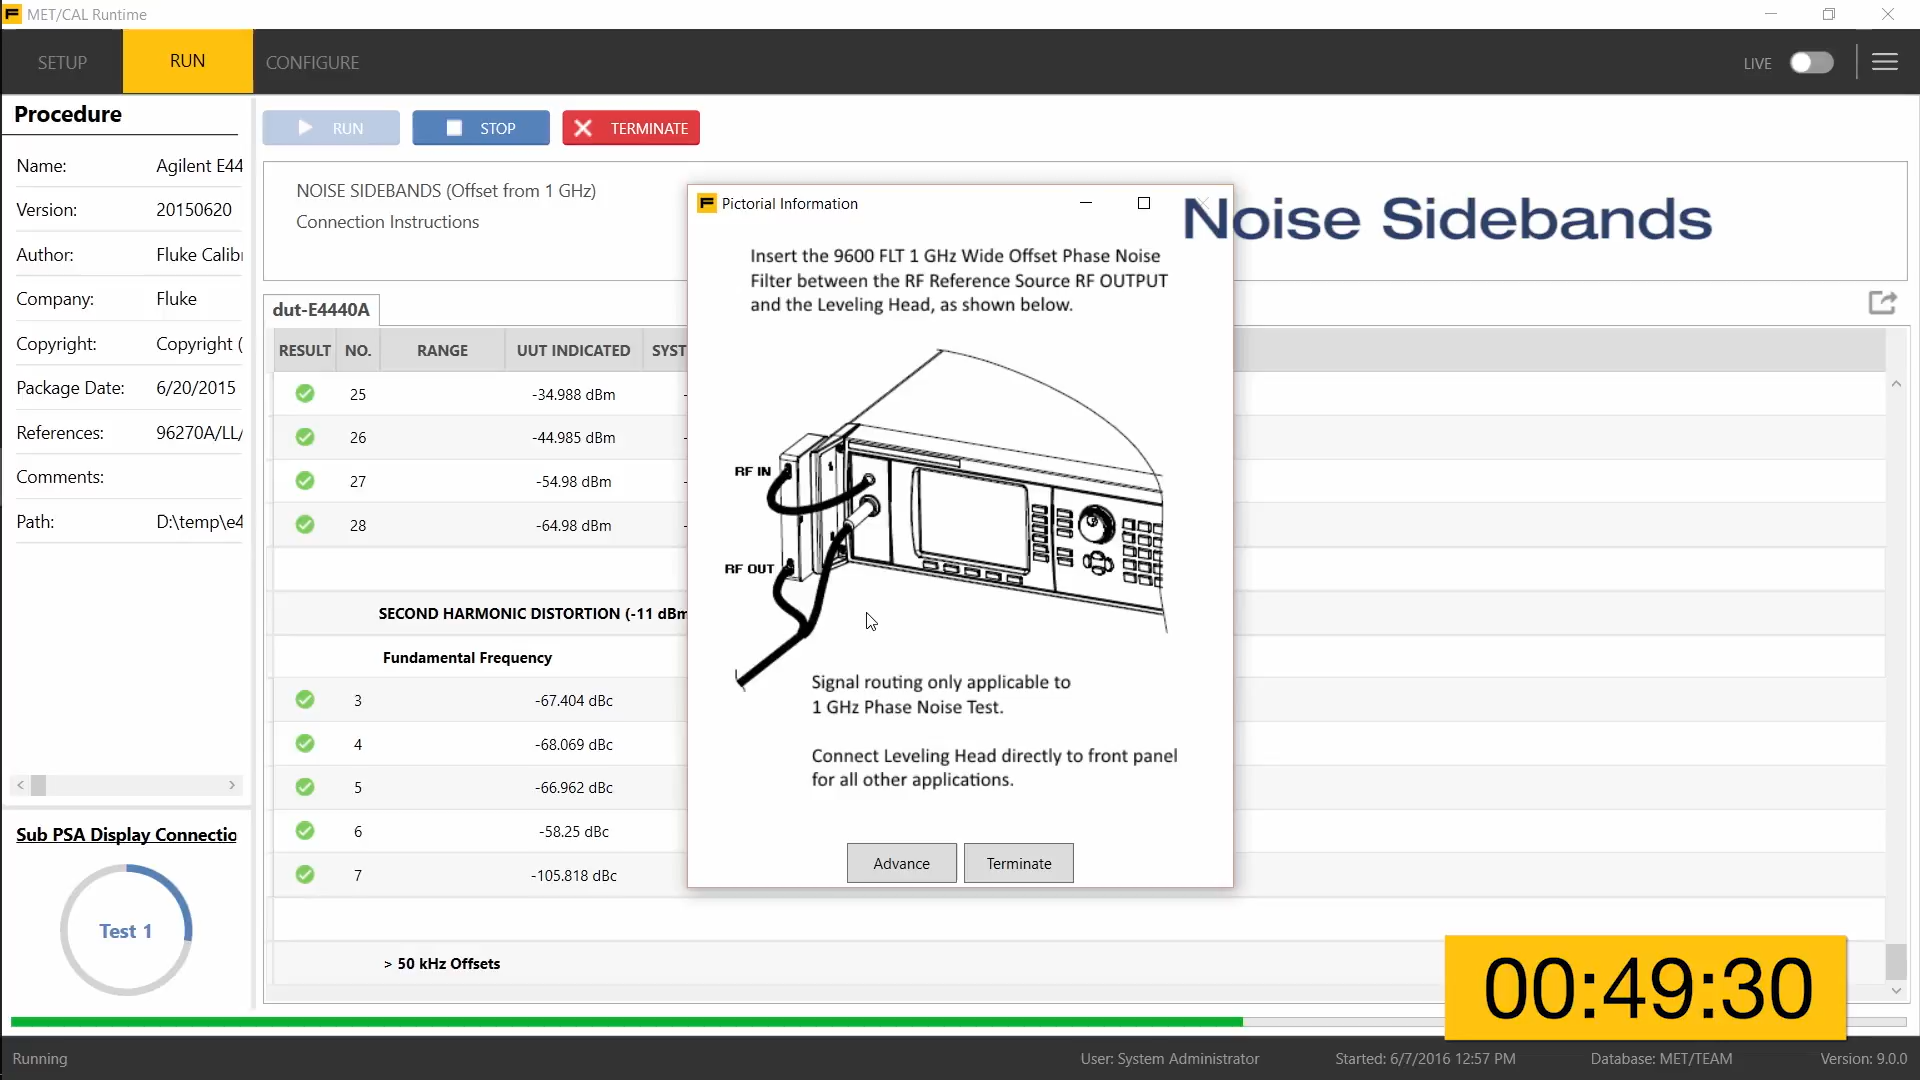 MET/CAL Runtime
SETUP
RUN
CONFIGURE
LIVE
Procedure
Name: Agilent E44
Version: 20150620
Author: Fluke Calib
Company: Fluke
Copyright: Copyright (
Package Date: 6/20/2015
References: 96270A/LL/
Comments:
Path: D:\temp\e4
Sub PSA Display Connectio
Test 1
RUN
STOP
TERMINATE
NOISE SIDEBANDS (Offset from 1 GHz)
Connection Instructions
Noise Sidebands
dut-E4440A
RESULT NO. RANGE UUT INDICATED SYST
25 -34.988 dBm -
26 -44.985 dBm -
27 -54.98 dBm -
28 -64.98 dBm -
SECOND HARMONIC DISTORTION (-11 dBm
Fundamental Frequency
3 -67.404 dBc
4 -68.069 dBc
5 -66.962 dBc
6 -58.25 dBc
7 -105.818 dBc
> 50 kHz Offsets
Pictorial Information
Insert the 9600 FLT 1 GHz Wide Offset Phase Noise
Filter between the RF Reference Source RF OUTPUT
and the Leveling Head, as shown below.
RF IN
RF OUT
Signal routing only applicable to
1 GHz Phase Noise Test.
Connect Leveling Head directly to front panel
for all other applications.
Advance
Terminate
00:49:30
Running
User: System Administrator
Started: 6/7/2016 12:57 PM
Database: MET/TEAM
Version: 9.0.0